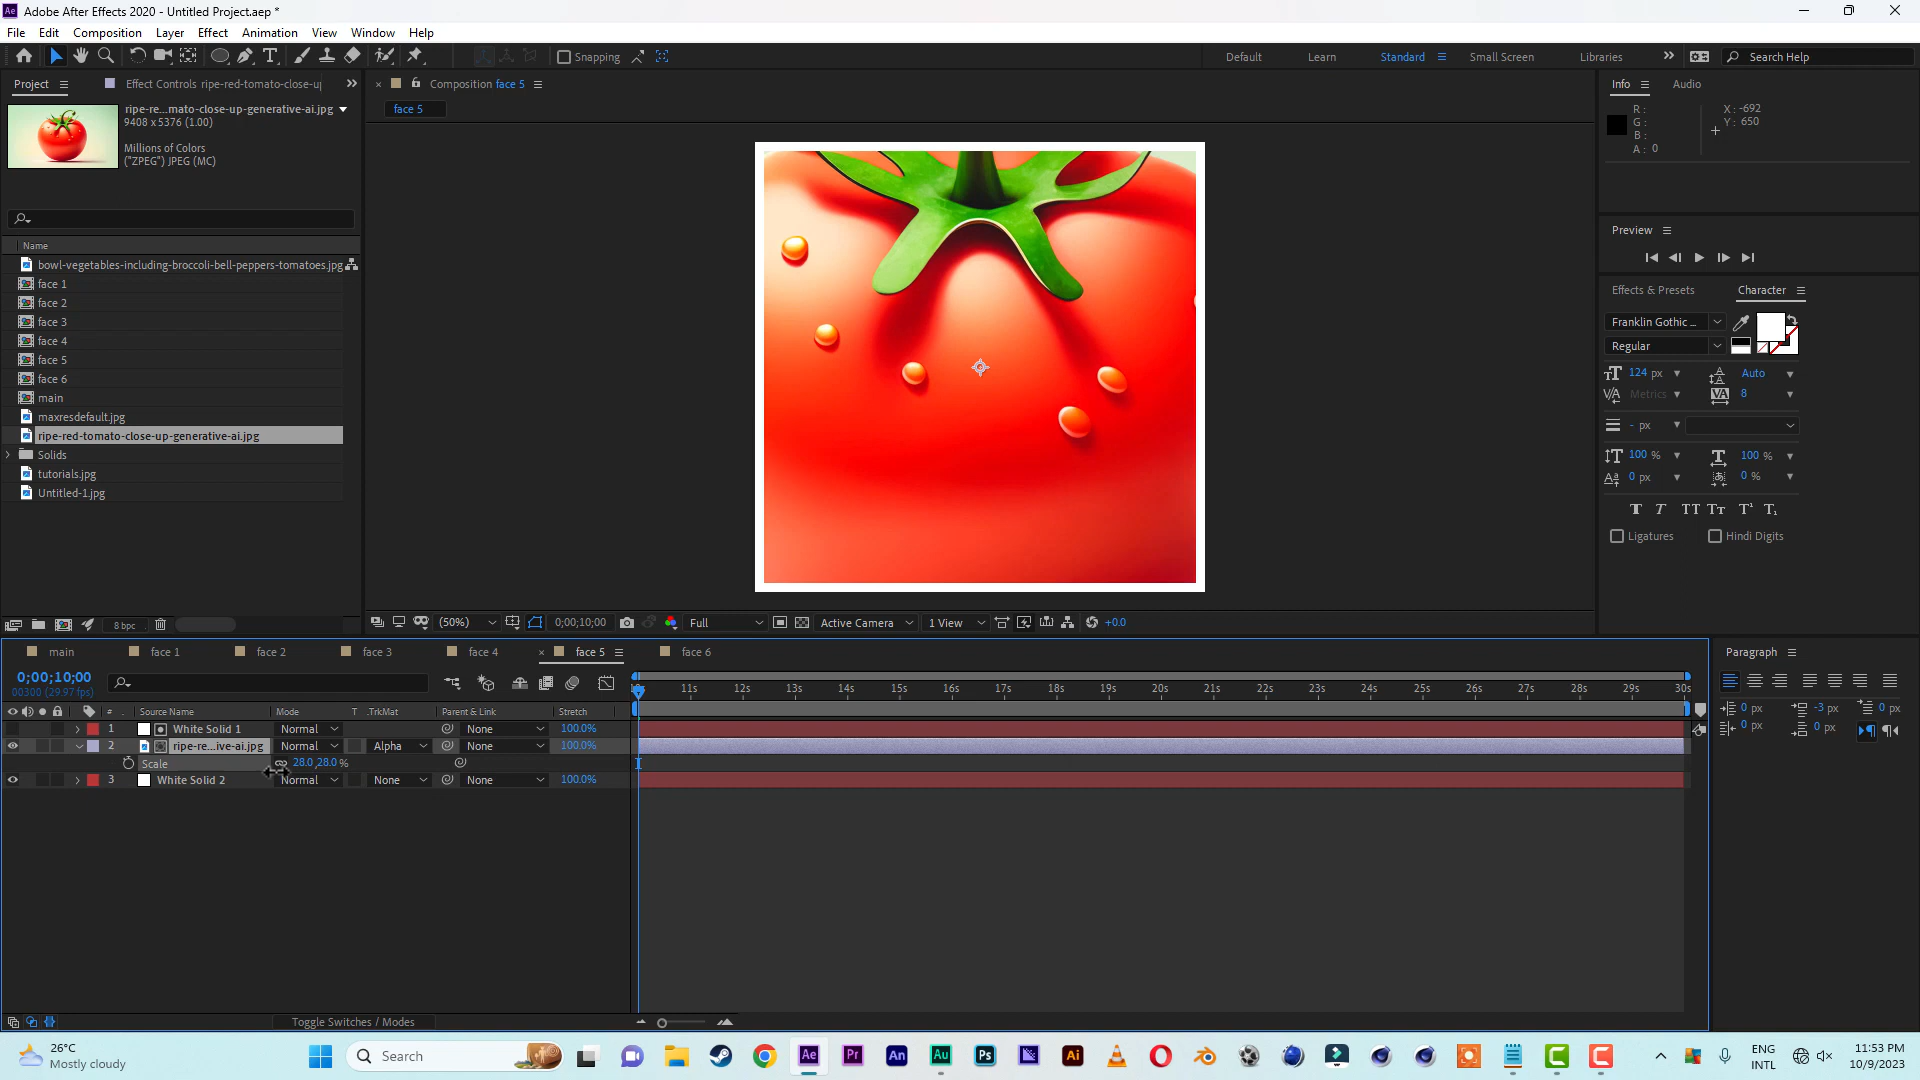 Adobe After Effects 2020 - Untitled Project.aep *
File Edit Composition Layer Effect Animation View Window Help
Snapping
Default Learn Standard Small Screen Libraries Search Help
Project Effect Controls ripe-red-tomato-close-u
ripe-re...mato-close-up-generative-ai.jpg
9408 x 5376 (1.00)
Millions of Colors
("ZPEG") JPEG (MC)
Name
bowl-vegetables-including-broccoli-bell-peppers-tomatoes.jpg
face 1
face 2
face 3
face 4
face 5
face 6
main
maxresdefault.jpg
ripe-red-tomato-close-up-generative-ai.jpg
Solids
tutorials.jpg
Untitled-1.jpg
8 bpc
Composition face 5
face 5
(50%) 0;00;10;00 Full Active Camera 1 View +0.0
Info Audio
R :
G :
B :
A : 0
X : -692
Y : 650
Preview
Effects & Presets Character
Franklin Gothic ...
Regular
124 px Auto
Metrics 8
- px
100 % 100 %
0 px 0 %
Ligatures Hindi Digits
main face 1 face 2 face 3 face 4 face 5 face 6
0;00;10;00
00300 (29.97 fps)
11s 12s 13s 14s 15s 16s 17s 18s 19s 20s 21s 22s 23s 24s 25s 26s 27s 28s 29s 30s
# Source Name Mode T .TrkMat Parent & Link Stretch
1 White Solid 1 Normal None 100.0%
2 ripe-re...ive-ai.jpg Normal Alpha None 100.0%
Scale 28.0,28.0 %
3 White Solid 2 Normal None None 100.0%
Toggle Switches / Modes
Paragraph
0 px -3 px 0 px
0 px 0 px
26°C
Mostly cloudy
Search
ENG
INTL
11:53 PM
10/9/2023